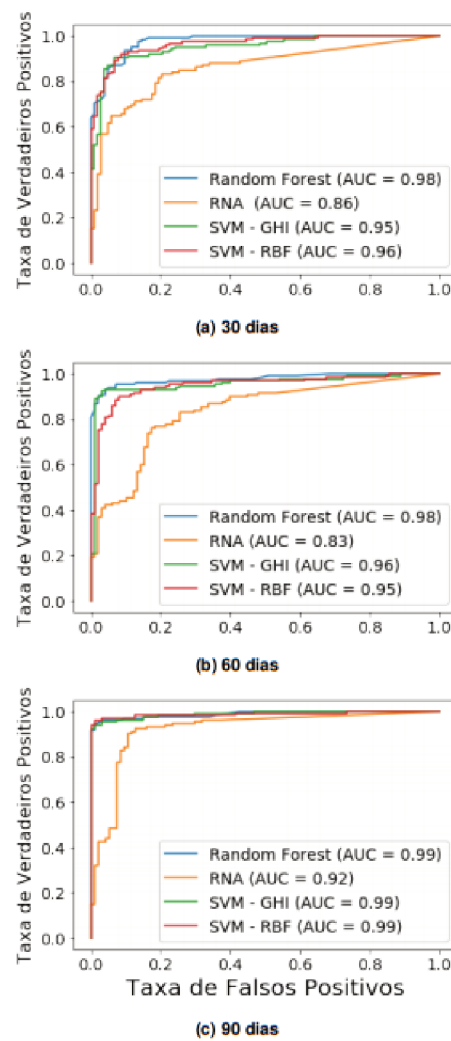 Taxa de Verdadeiros Positivos
1.0
0.8
0.6
0.4
0.2
0.0
Random Forest (AUC = 0.98)
RNA (AUC = 0.86)
SVM - GHI (AUC = 0.95)
SVM - RBF (AUC = 0.96)
0.0 0.2 0.4 0.6 0.8 1.0
(a) 30 dias
Taxa de Verdadeiros Positivos
1.0
0.8
0.6
0.4
0.2
0.0
Random Forest (AUC = 0.98)
RNA (AUC = 0.83)
SVM - GHI (AUC = 0.96)
SVM - RBF (AUC = 0.95)
0.0 0.2 0.4 0.6 0.8 1.0
(b) 60 dias
Taxa de Verdadeiros Positivos
1.0
0.8
0.6
0.4
0.2
0.0
Random Forest (AUC = 0.99)
RNA (AUC = 0.92)
SVM - GHI (AUC = 0.99)
SVM - RBF (AUC = 0.99)
0.0 0.2 0.4 0.6 0.8 1.0
Taxa de Falsos Positivos
(c) 90 dias